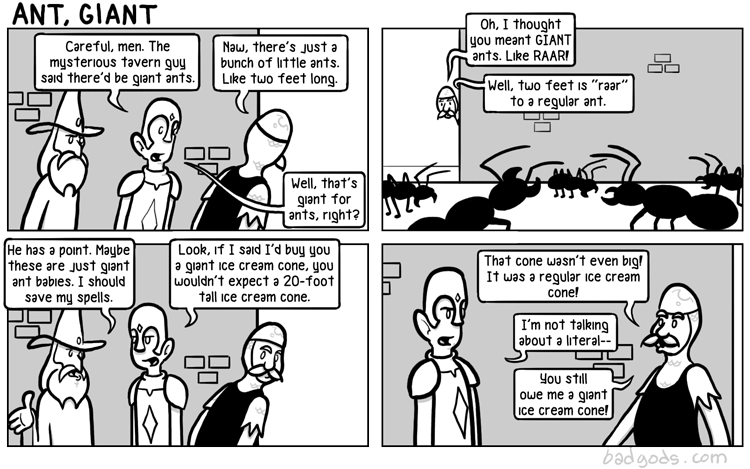 ANT, GIANT
Careful, men. The
mysterious tavern guy
said there'd be giant ants.
Naw, there's just a
bunch of little ants.
Like two feet long.
Well, that's
giant for
ants, right?
Oh, I thought
you meant GIANT
ants. Like RAAR!
Well, two feet is "raar"
to a regular ant.
He has a point. Maybe
these are just giant
ant babies. I should
save my spells.
Look, if I said I'd buy you
a giant ice cream cone, you
wouldn't expect a 20-foot
tall ice cream cone.
That cone wasn't even big!
It was a regular ice cream
cone!
I'm not talking
about a literal--
You still
owe me a giant
ice cream cone!
badgods.com